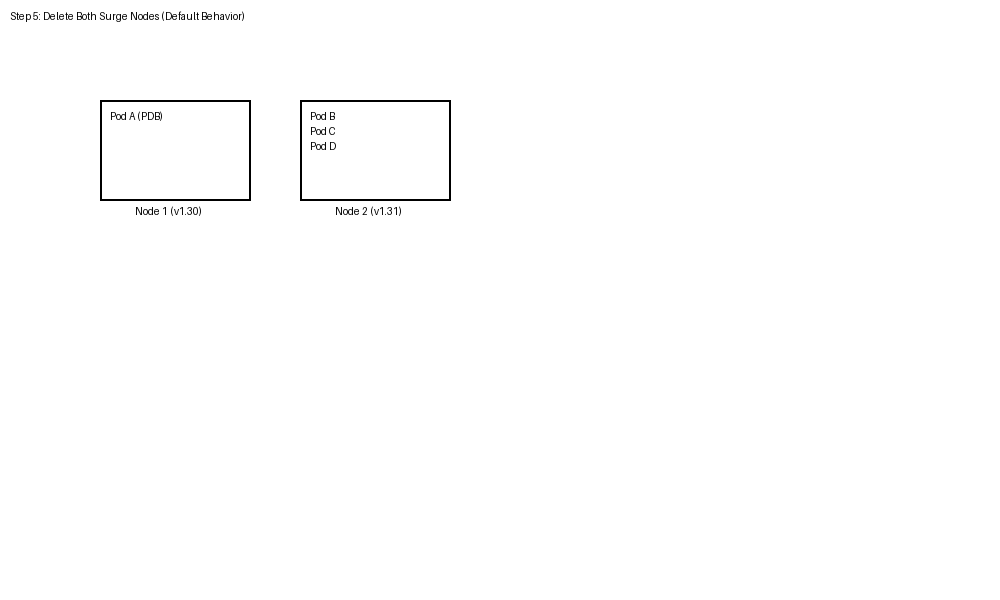 Step 5: Delete Both Surge Nodes (Default Behavior)
Pod A (PDB)
Pod B
Pod C
Pod D
Node 1 (v1.30)
Node 2 (v1.31)